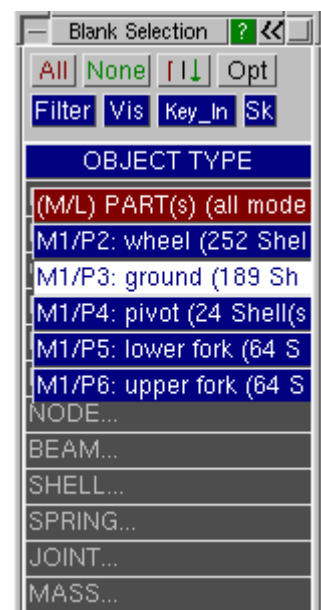 Blank Selection ? <<
All None Opt
Filter Vis Key_In Sk
OBJECT TYPE
(M/L) PART(s) (all mode
M1/P2: wheel (252 Shel
M1/P3: ground (189 Sh
M1/P4: pivot (24 Shell(s
M1/P5: lower fork (64 S
M1/P6: upper fork (64 S
NODE...
BEAM...
SHELL...
SPRING...
JOINT...
MASS...